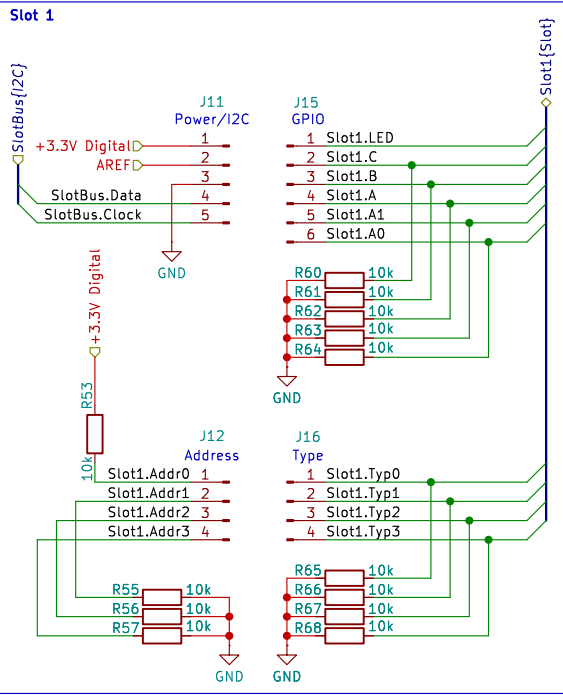 Slot 1
SlotBus{I2C}
Slot1{Slot}
J11
Power/I2C
+3.3V Digital 1
AREF 2
3
SlotBus.Data 4
SlotBus.Clock 5
GND
J15
GPIO
1 Slot1.LED
2 Slot1.C
3 Slot1.B
4 Slot1.A
5 Slot1.A1
6 Slot1.A0
R60 10k
R61 10k
R62 10k
R63 10k
R64 10k
GND
+3.3V Digital
R53
10k
J12
Address
Slot1.Addr0 1
Slot1.Addr1 2
Slot1.Addr2 3
Slot1.Addr3 4
R55 10k
R56 10k
R57 10k
GND
J16
Type
1 Slot1.Typ0
2 Slot1.Typ1
3 Slot1.Typ2
4 Slot1.Typ3
R65 10k
R66 10k
R67 10k
R68 10k
GND